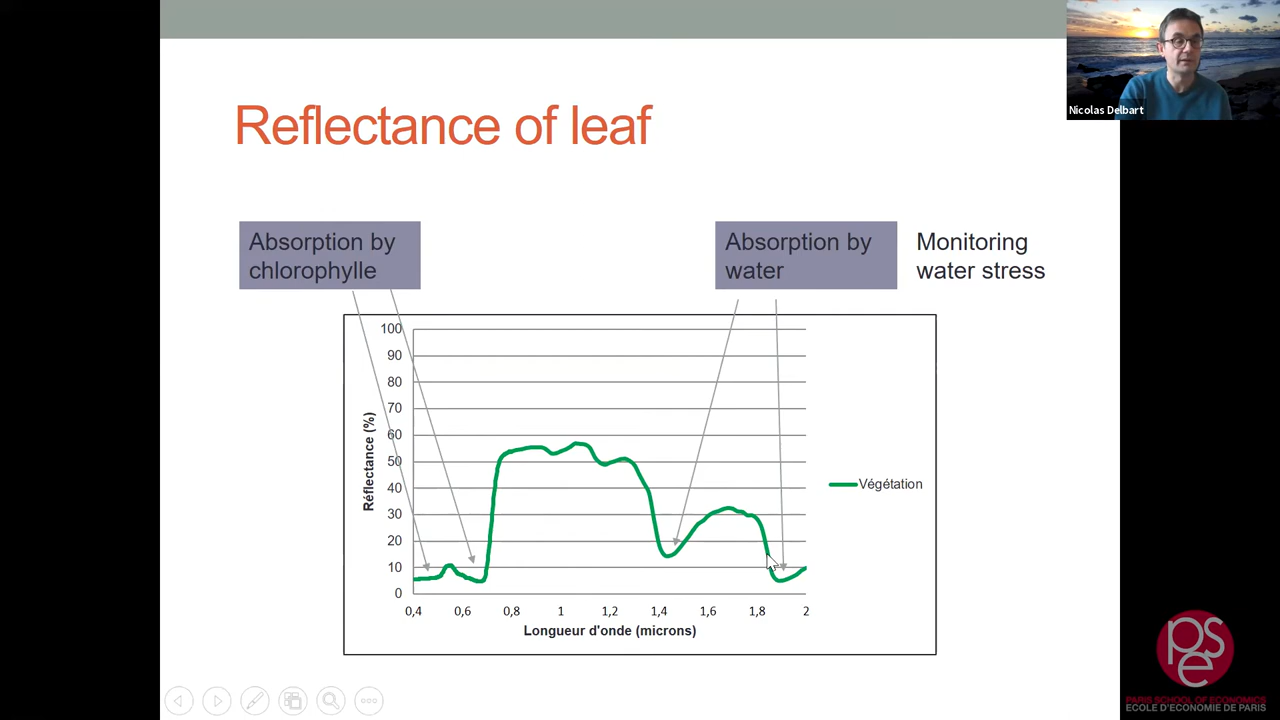 Nicolas Delbart
Reflectance of leaf
Absorption by
chlorophylle
Absorption by
water
Monitoring
water stress
Réflectance (%)
100
90
80
70
60
50
40
30
20
10
0
0,4 0,6 0,8 1 1,2 1,4 1,6 1,8 2
Longueur d'onde (microns)
Végétation
pse
PARIS SCHOOL OF ECONOMICS
ECOLE D'ECONOMIE DE PARIS